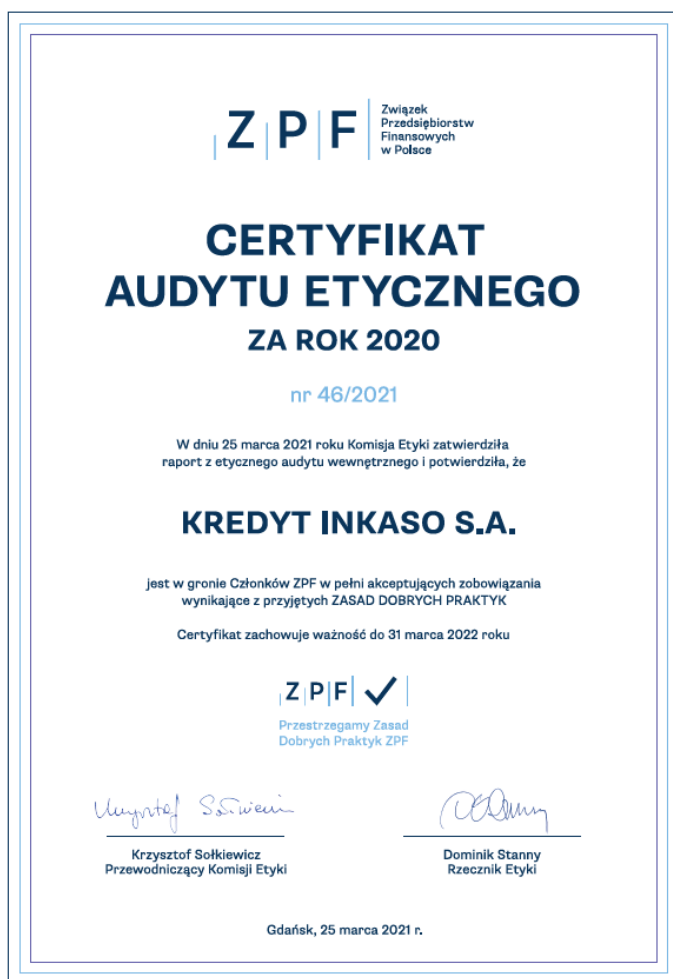 Z P F
Związek
Przedsiębiorstw
Finansowych
w Polsce
CERTYFIKAT
AUDYTU ETYCZNEGO
ZA ROK 2020
nr 46/2021
W dniu 25 marca 2021 roku Komisja Etyki zatwierdziła
raport z etycznego audytu wewnętrznego i potwierdziła, że
KREDYT INKASO S.A.
jest w gronie Członków ZPF w pełni akceptujących zobowiązania
wynikające z przyjętych ZASAD DOBRYCH PRAKTYK
Certyfikat zachowuje ważność do 31 marca 2022 roku
Z P F
Przestrzegamy Zasad
Dobrych Praktyk ZPF
Krzysztof Sołkiewicz
Przewodniczący Komisji Etyki
Dominik Stanny
Rzecznik Etyki
Gdańsk, 25 marca 2021 r.